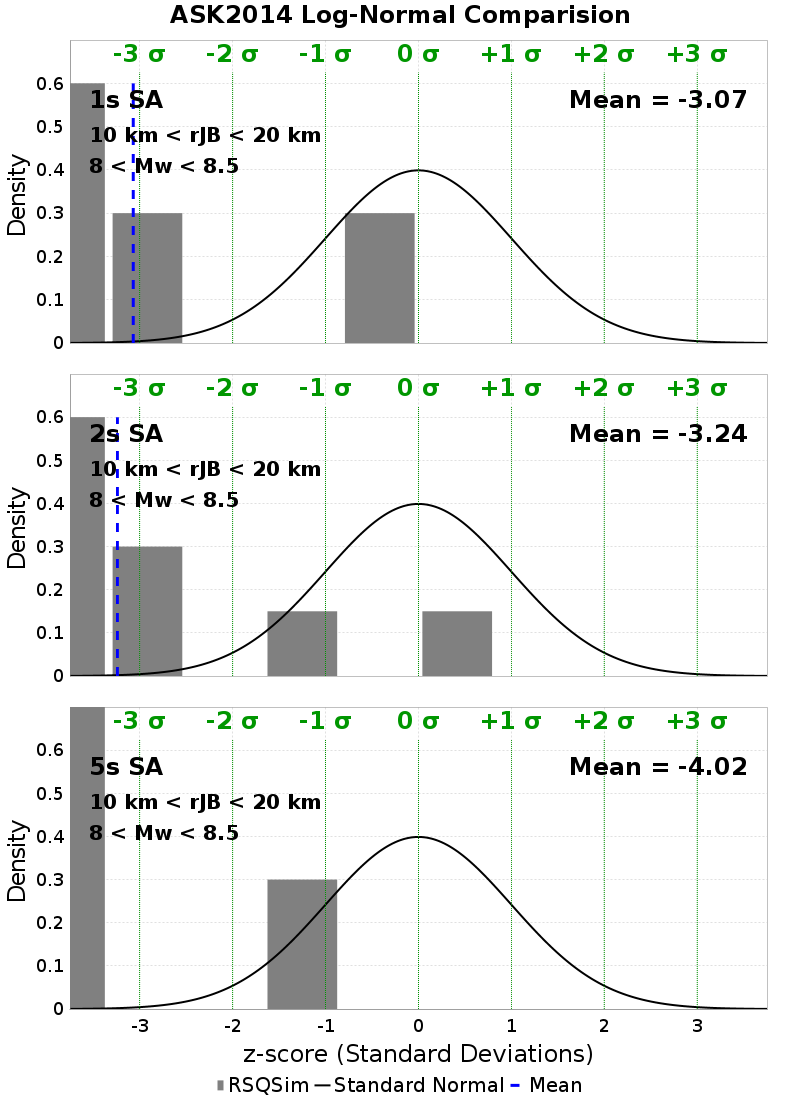 ASK2014 Log-Normal Comparision
-3 σ -2 σ -1 σ 0 σ +1 σ +2 σ +3 σ
1s SA
Mean = -3.07
10 km < rJB < 20 km
8 < Mw < 8.5
0.6
0.5
0.4
0.3
0.2
0.1
0
Density
-3 σ -2 σ -1 σ 0 σ +1 σ +2 σ +3 σ
2s SA
Mean = -3.24
10 km < rJB < 20 km
8 < Mw < 8.5
0.6
0.5
0.4
0.3
0.2
0.1
0
Density
-3 σ -2 σ -1 σ 0 σ +1 σ +2 σ +3 σ
5s SA
Mean = -4.02
10 km < rJB < 20 km
8 < Mw < 8.5
0.6
0.5
0.4
0.3
0.2
0.1
0
Density
-3 -2 -1 0 1 2 3
z-score (Standard Deviations)
RSQSim Standard Normal Mean